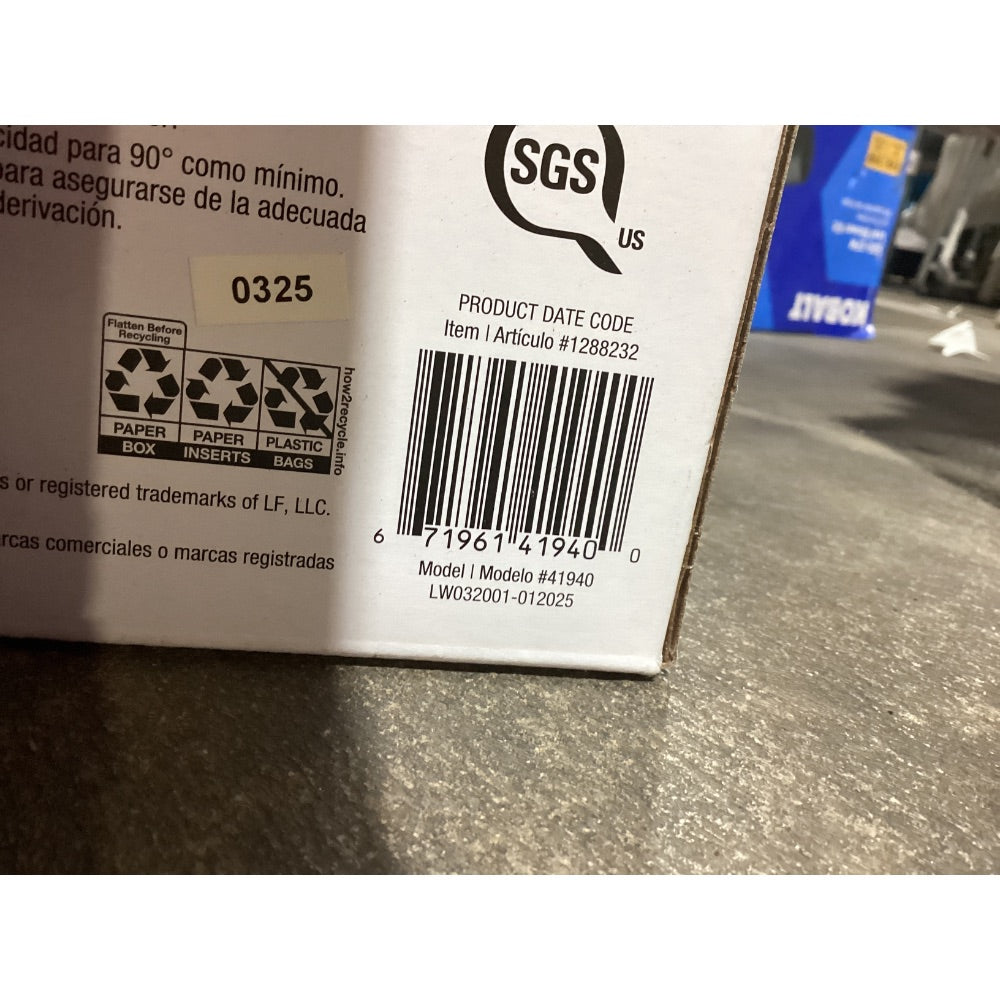 cidad para 90° como mínimo.
para asegurarse de la adecuada
derivación.
SGS
US
0325
PRODUCT DATE CODE
Item | Artículo #1288232
Flatten Before
Recycling
PAPER
BOX
PAPER
INSERTS
PLASTIC
BAGS
how2recycle.info
s or registered trademarks of LF, LLC.
rcas comerciales o marcas registradas
6 71961 41940 0
Model | Modelo #41940
LW032001-012025
KOBALT